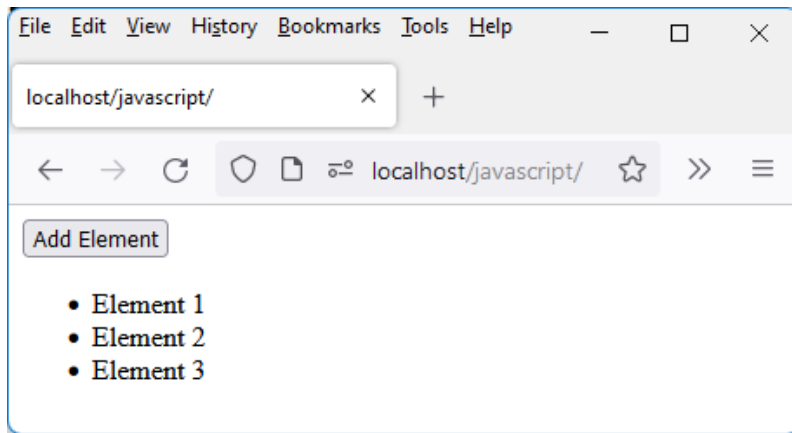 File Edit View History Bookmarks Tools Help
localhost/javascript/
localhost/javascript/
Add Element
Element 1
Element 2
Element 3